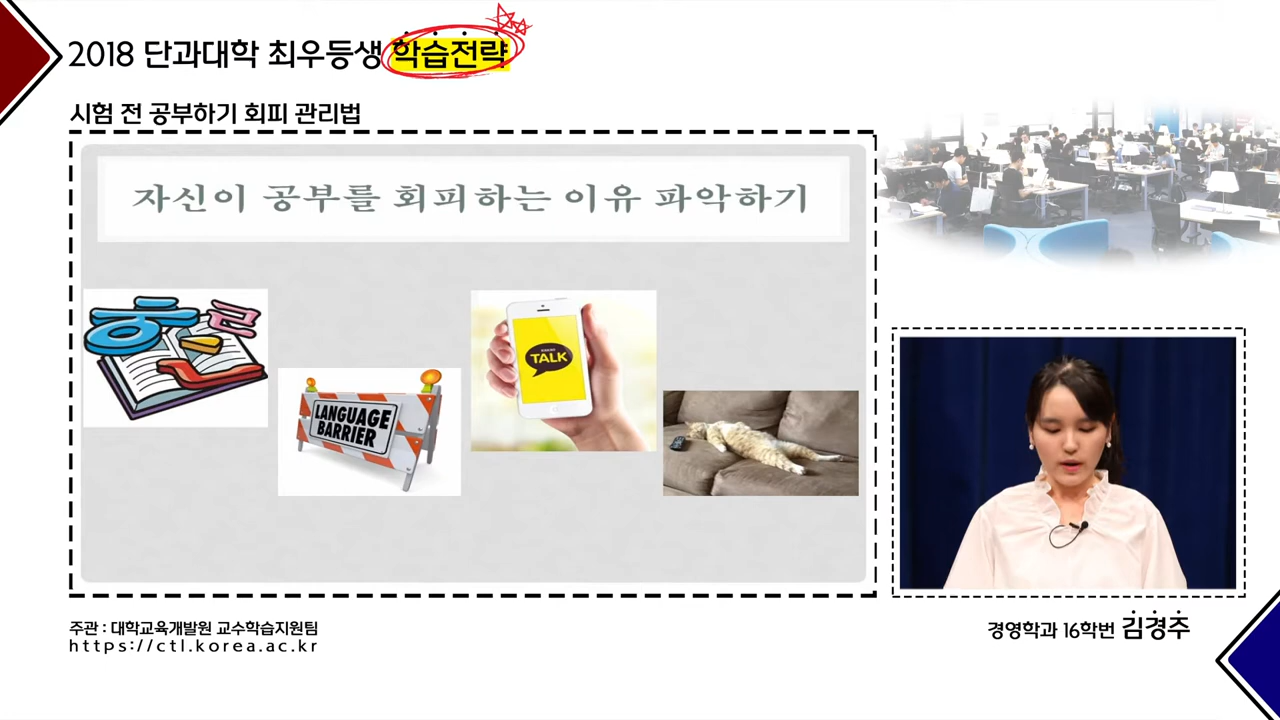 2018 단과대학 최우등생 학습전략
시험 전 공부하기 회피 관리법
자신이 공부를 회피하는 이유 파악하기
한글
LANGUAGE
BARRIER
TALK
주관 : 대학교육개발원 교수학습지원팀
https://ctl.korea.ac.kr
경영학과 16학번 김경주